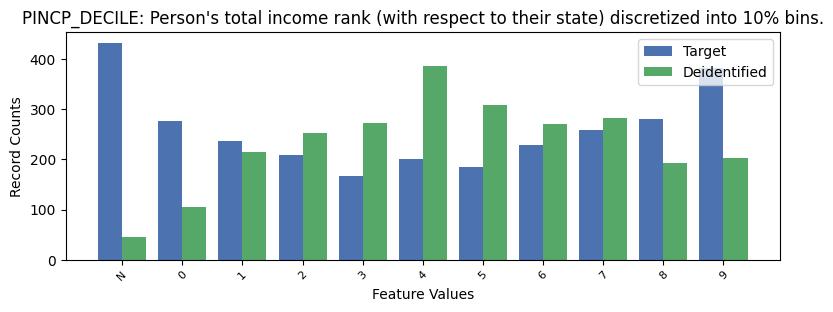 PINCP_DECILE: Person's total income rank (with respect to their state) discretized into 10% bins.
Target
Deidentified
Record Counts
400
300
200
100
0
N 0 1 2 3 4 5 6 7 8 9
Feature Values